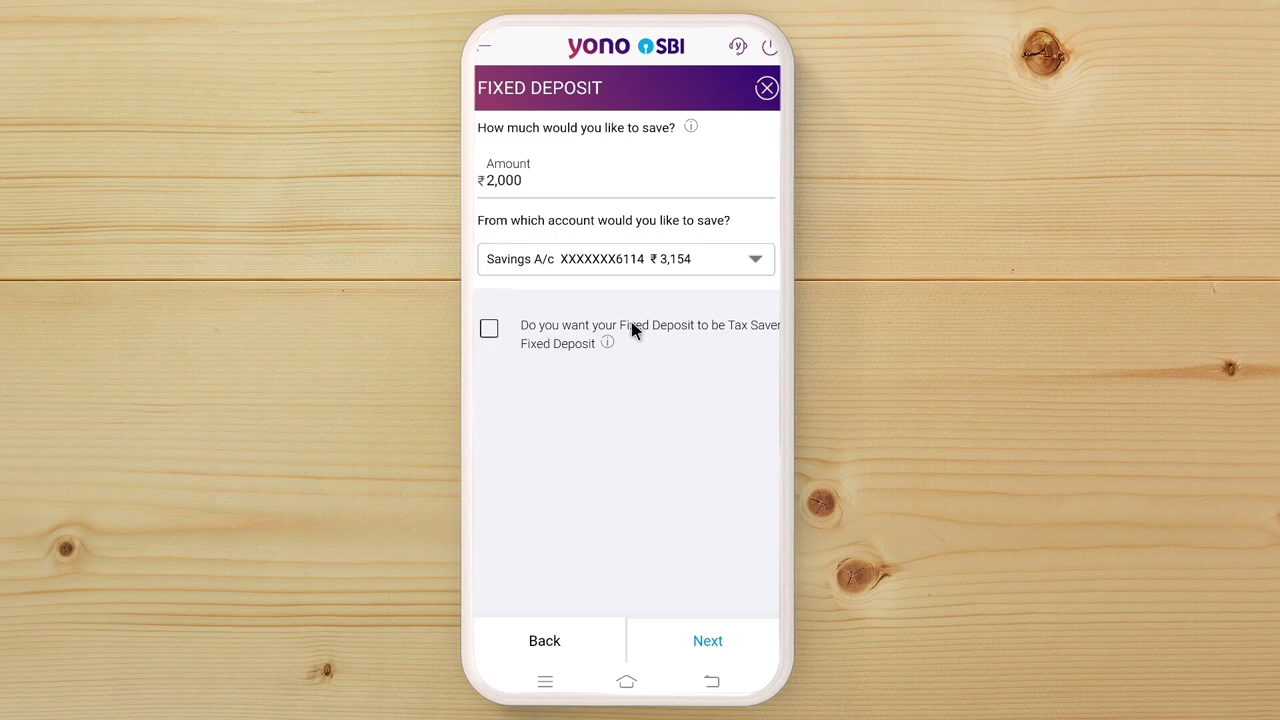 yono SBI
FIXED DEPOSIT
How much would you like to save?
Amount
₹2,000
From which account would you like to save?
Savings A/c XXXXXXX6114 ₹ 3,154
Do you want your Fixed Deposit to be Tax Saver
Fixed Deposit
Back Next